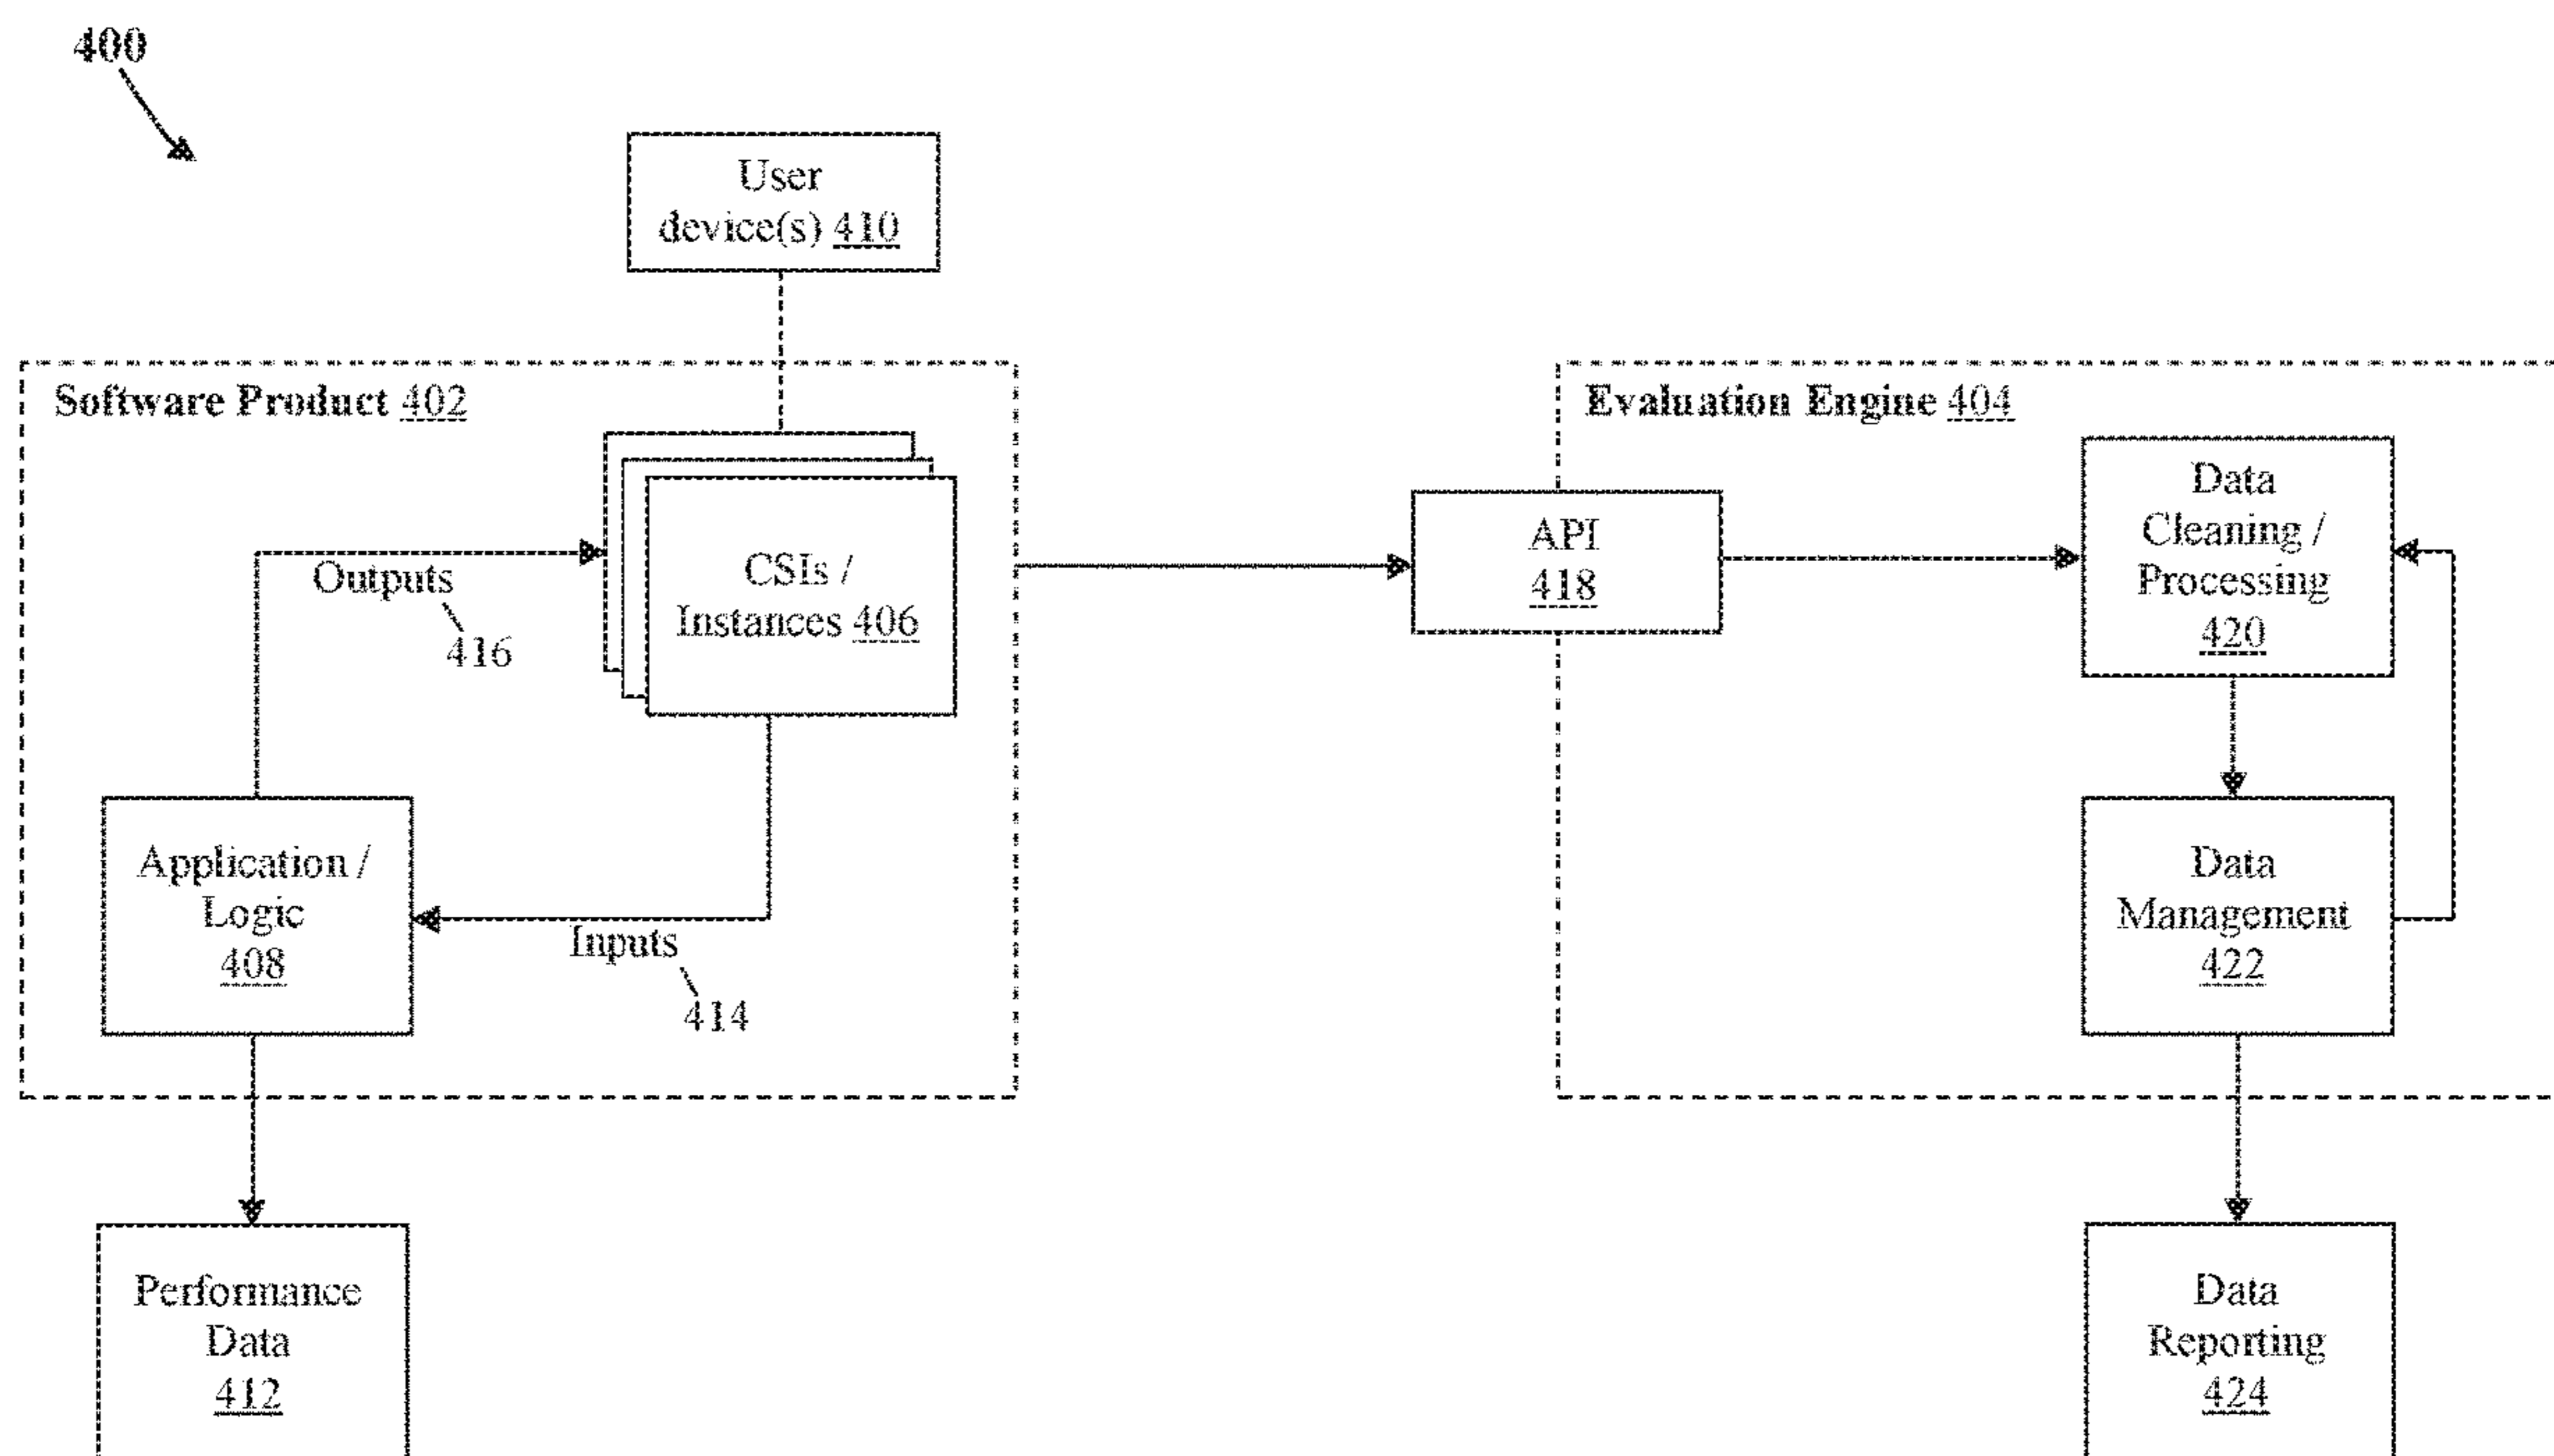 400
User
device(s) 410
Software Product 402
Evaluation Engine 404
CSIs /
Instances 406
Outputs
416
API
418
Data
Cleaning /
Processing
420
Application /
Logic
408
Inputs
414
Data
Management
422
Performance
Data
412
Data
Reporting
424